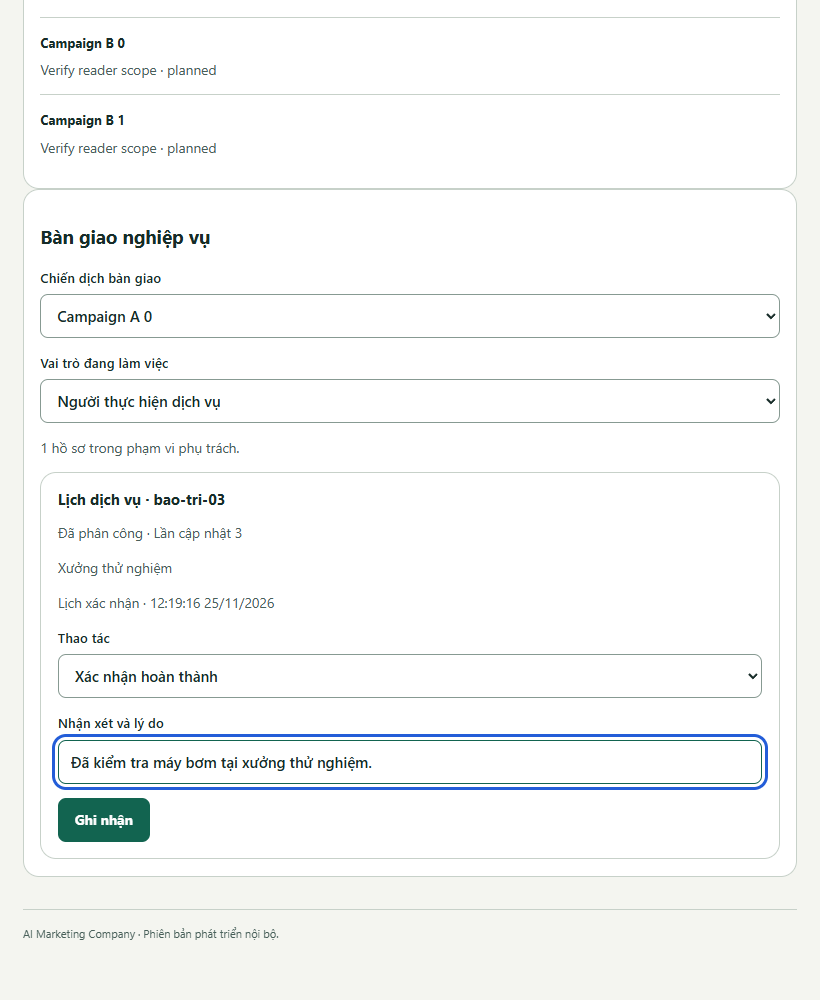 Campaign B 0
Verify reader scope · planned
Campaign B 1
Verify reader scope · planned
Bàn giao nghiệp vụ
Chiến dịch bàn giao
Campaign A 0
Vai trò đang làm việc
Người thực hiện dịch vụ
1 hồ sơ trong phạm vi phụ trách.
Lịch dịch vụ · bao-tri-03
Đã phân công · Lần cập nhật 3
Xưởng thử nghiệm
Lịch xác nhận · 12:19:16 25/11/2026
Thao tác
Xác nhận hoàn thành
Nhận xét và lý do
Đã kiểm tra máy bơm tại xưởng thử nghiệm.
Ghi nhận
AI Marketing Company · Phiên bản phát triển nội bộ.